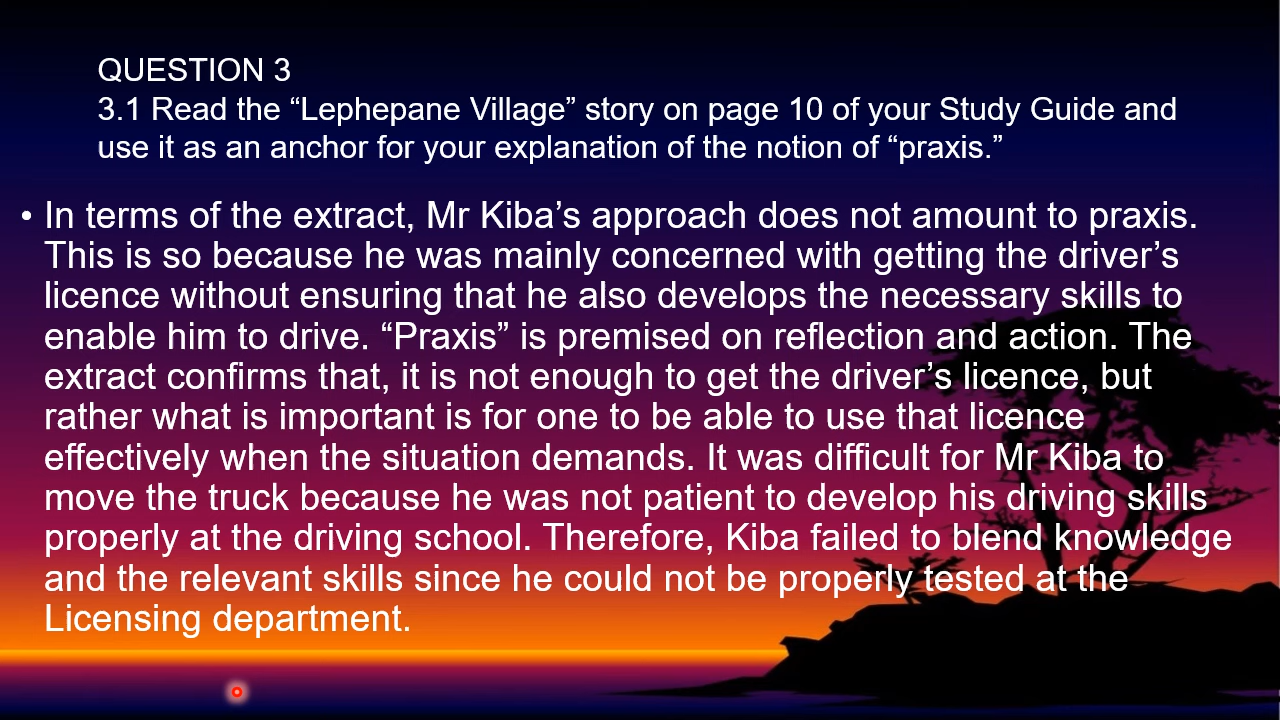 QUESTION 3
3.1 Read the “Lephepane Village” story on page 10 of your Study Guide and
use it as an anchor for your explanation of the notion of “praxis.”
• In terms of the extract, Mr Kiba’s approach does not amount to praxis.
This is so because he was mainly concerned with getting the driver’s
licence without ensuring that he also develops the necessary skills to
enable him to drive. “Praxis” is premised on reflection and action. The
extract confirms that, it is not enough to get the driver’s licence, but
rather what is important is for one to be able to use that licence
effectively when the situation demands. It was difficult for Mr Kiba to
move the truck because he was not patient to develop his driving skills
properly at the driving school. Therefore, Kiba failed to blend knowledge
and the relevant skills since he could not be properly tested at the
Licensing department.